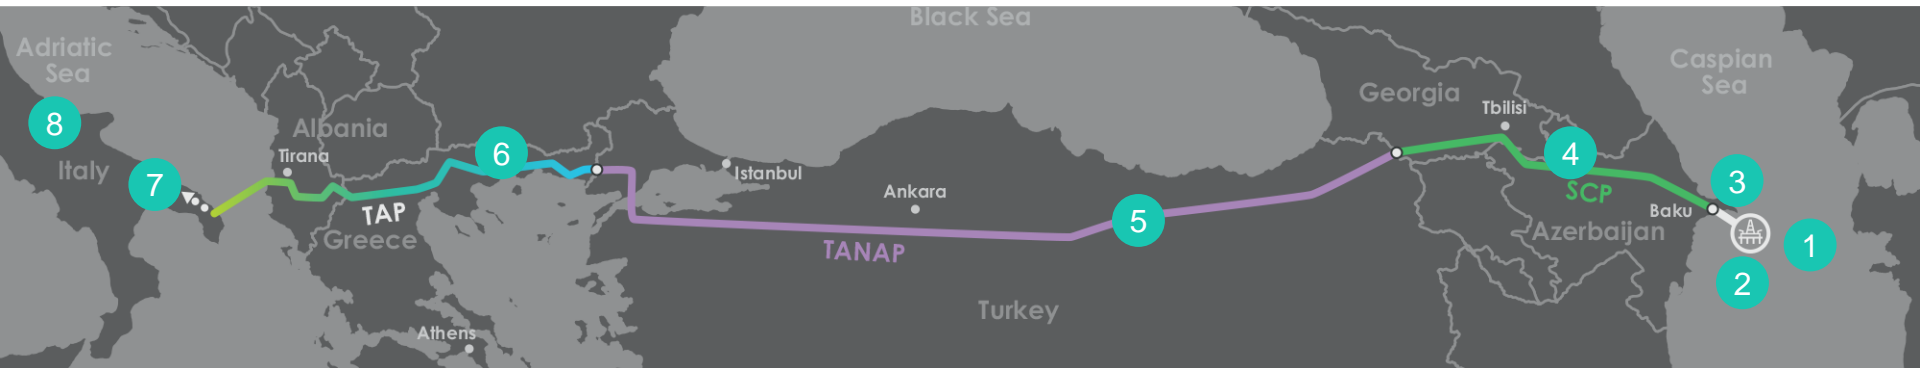 Black Sea
Adriatic
Sea
Caspian
Sea
Georgia
Tbilisi
8
Albania
6
4
Tirana
Italy
7
Istanbul
3
Ankara
SCP
TAP
Baku
5
Greece
Azerbaijan
1
TANAP
2
Turkey
Athens